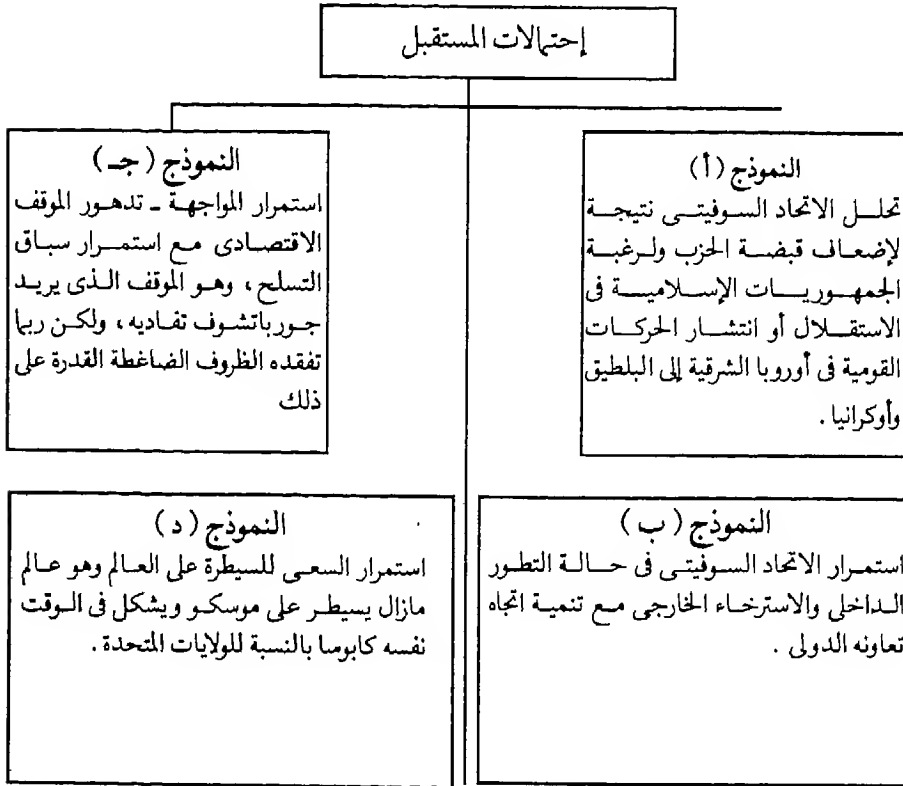 إحتمالات المستقبل
النموذج (أ)
تحلل الاتحاد السوفيتى نتيجة
لإضعاف قبضة الحزب ولرغبة
الجمهوريات الإسلامية فى
الاستقلال أو انتشار الحركات
القومية فى أوروبا الشرقية إلى البلطيق
وأوكرانيا .
النموذج (جـ)
استمرار المواجهة - تدهور الموقف
الاقتصادى مع استمرار سباق
التسلح ، وهو الموقف الذى يريد
جورباتشوف تفاديه ، ولكن ربما
تفقده الظروف الضاغطة القدرة على
ذلك
النموذج (ب)
استمرار الاتحاد السوفيتى فى حالة التطور
الداخلى والاسترخاء الخارجى مع تنمية اتجاه
تعاونه الدولى .
النموذج (د)
استمرار السعى للسيطرة على العالم وهو عالم
مازال يسيطر على موسكو ويشكل فى الوقت
نفسه كابوسا بالنسبة للولايات المتحدة .